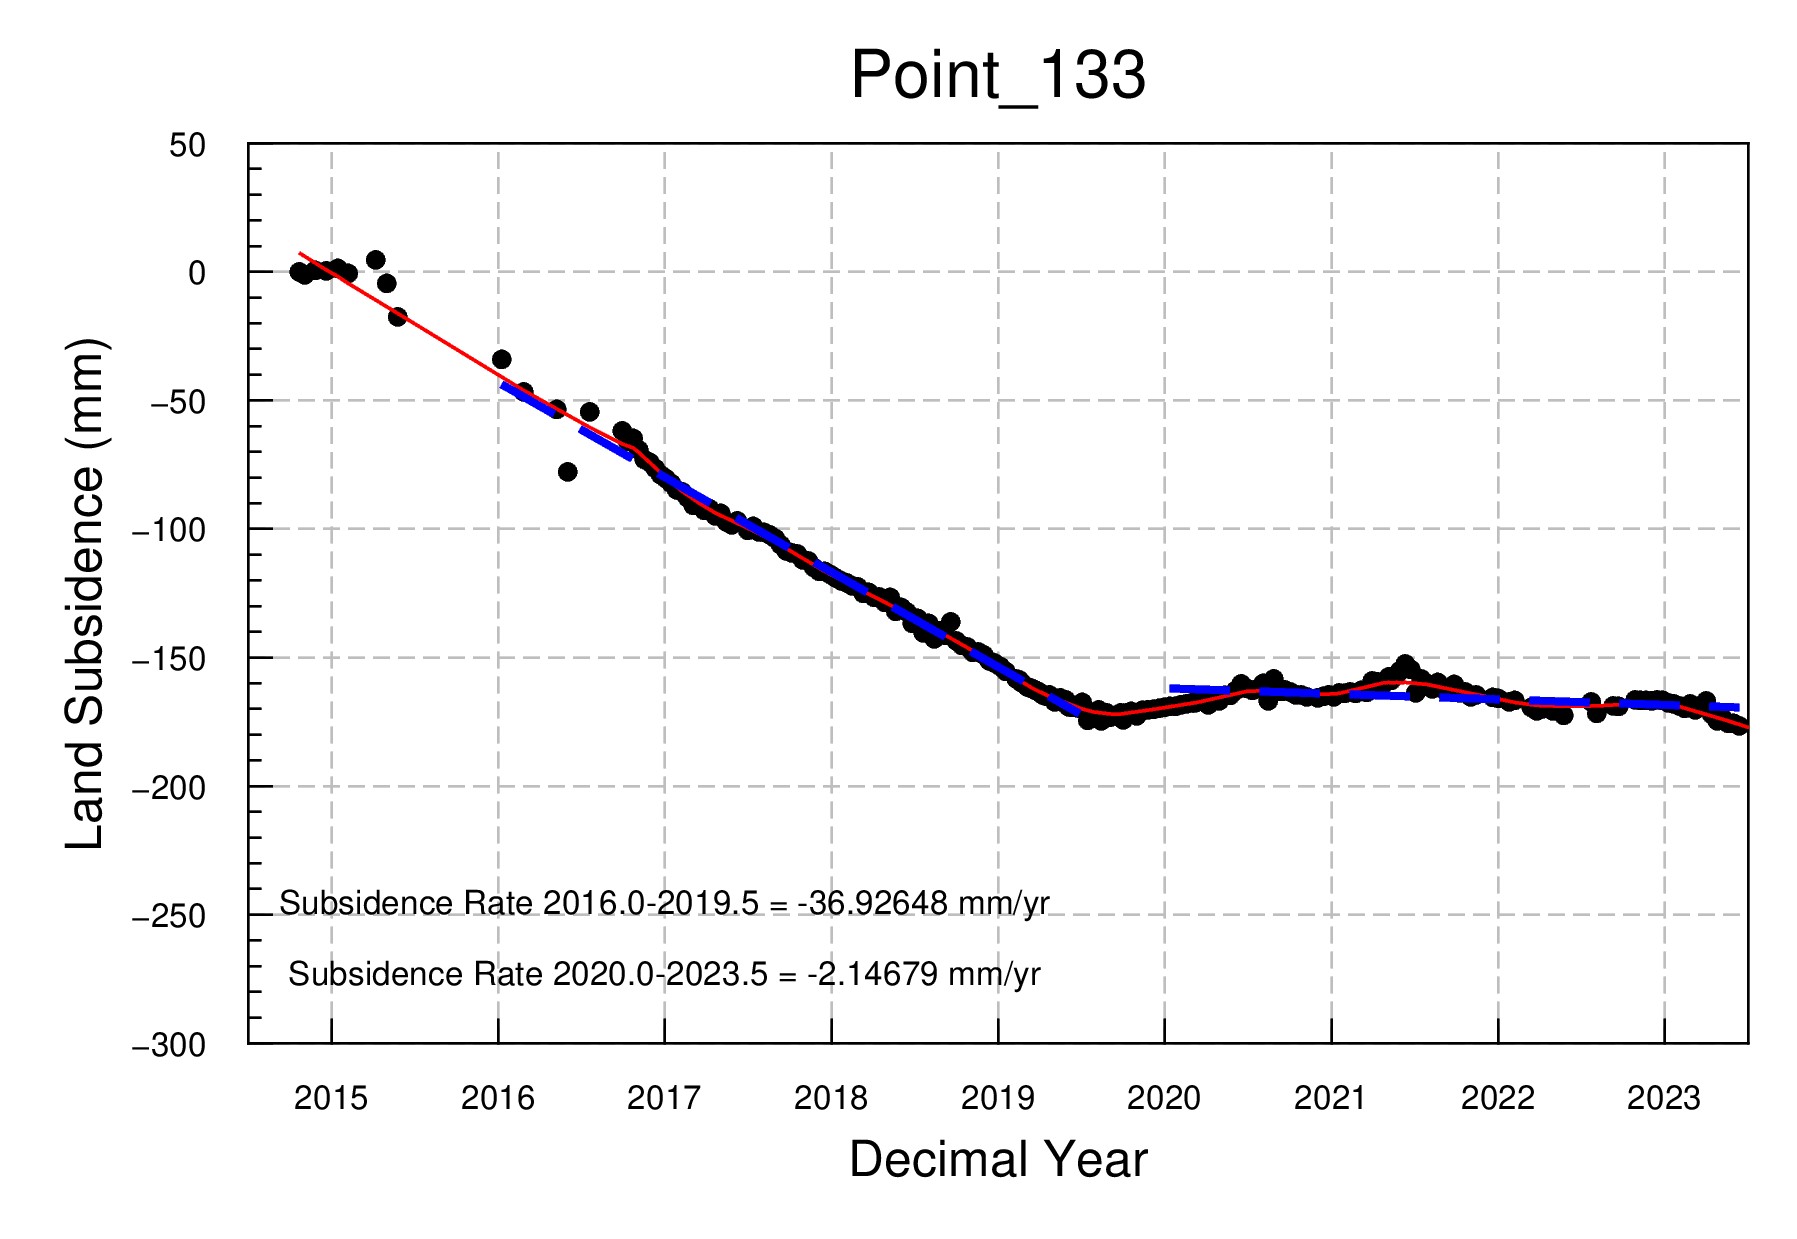 Point_133
50
0
−50
−100
−150
−200
−250
−300
Land Subsidence (mm)
Subsidence Rate 2016.0-2019.5 = -36.92648 mm/yr
Subsidence Rate 2020.0-2023.5 = -2.14679 mm/yr
2015 2016 2017 2018 2019 2020 2021 2022 2023
Decimal Year